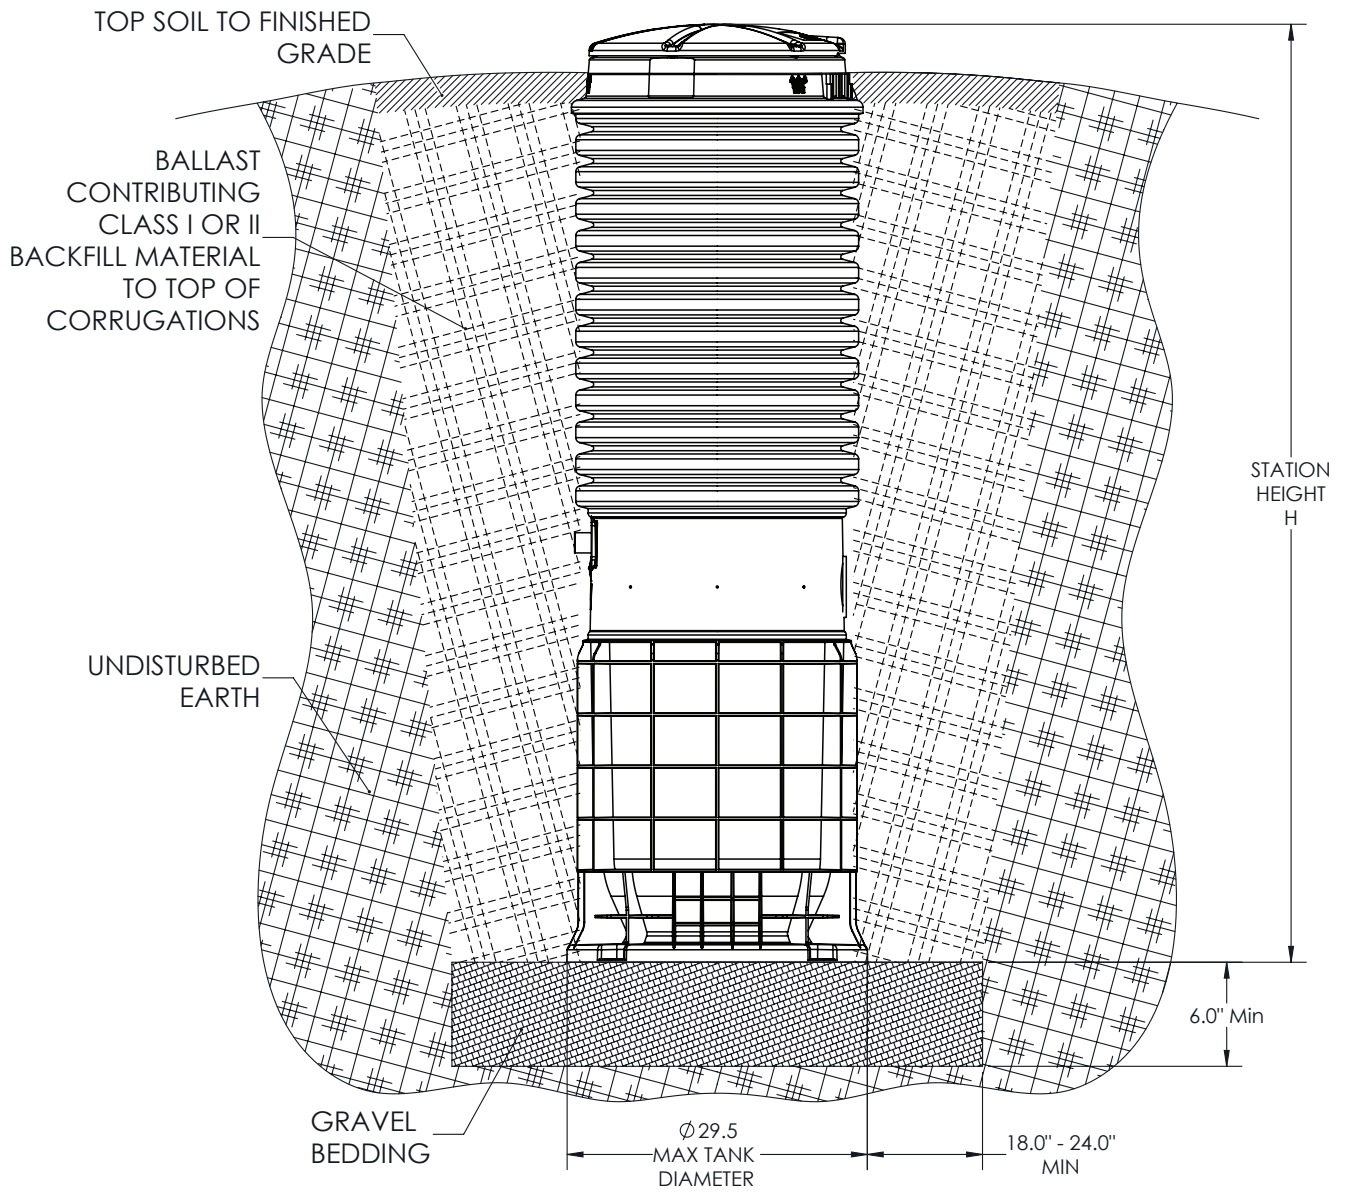 TOP SOIL TO FINISHED
GRADE
BALLAST
CONTRIBUTING
CLASS I OR II
BACKFILL MATERIAL
TO TOP OF
CORRUGATIONS
UNDISTURBED
EARTH
STATION
HEIGHT
H
6.0" Min
GRAVEL
BEDDING
Ø29.5
MAX TANK
DIAMETER
18.0" - 24.0"
MIN